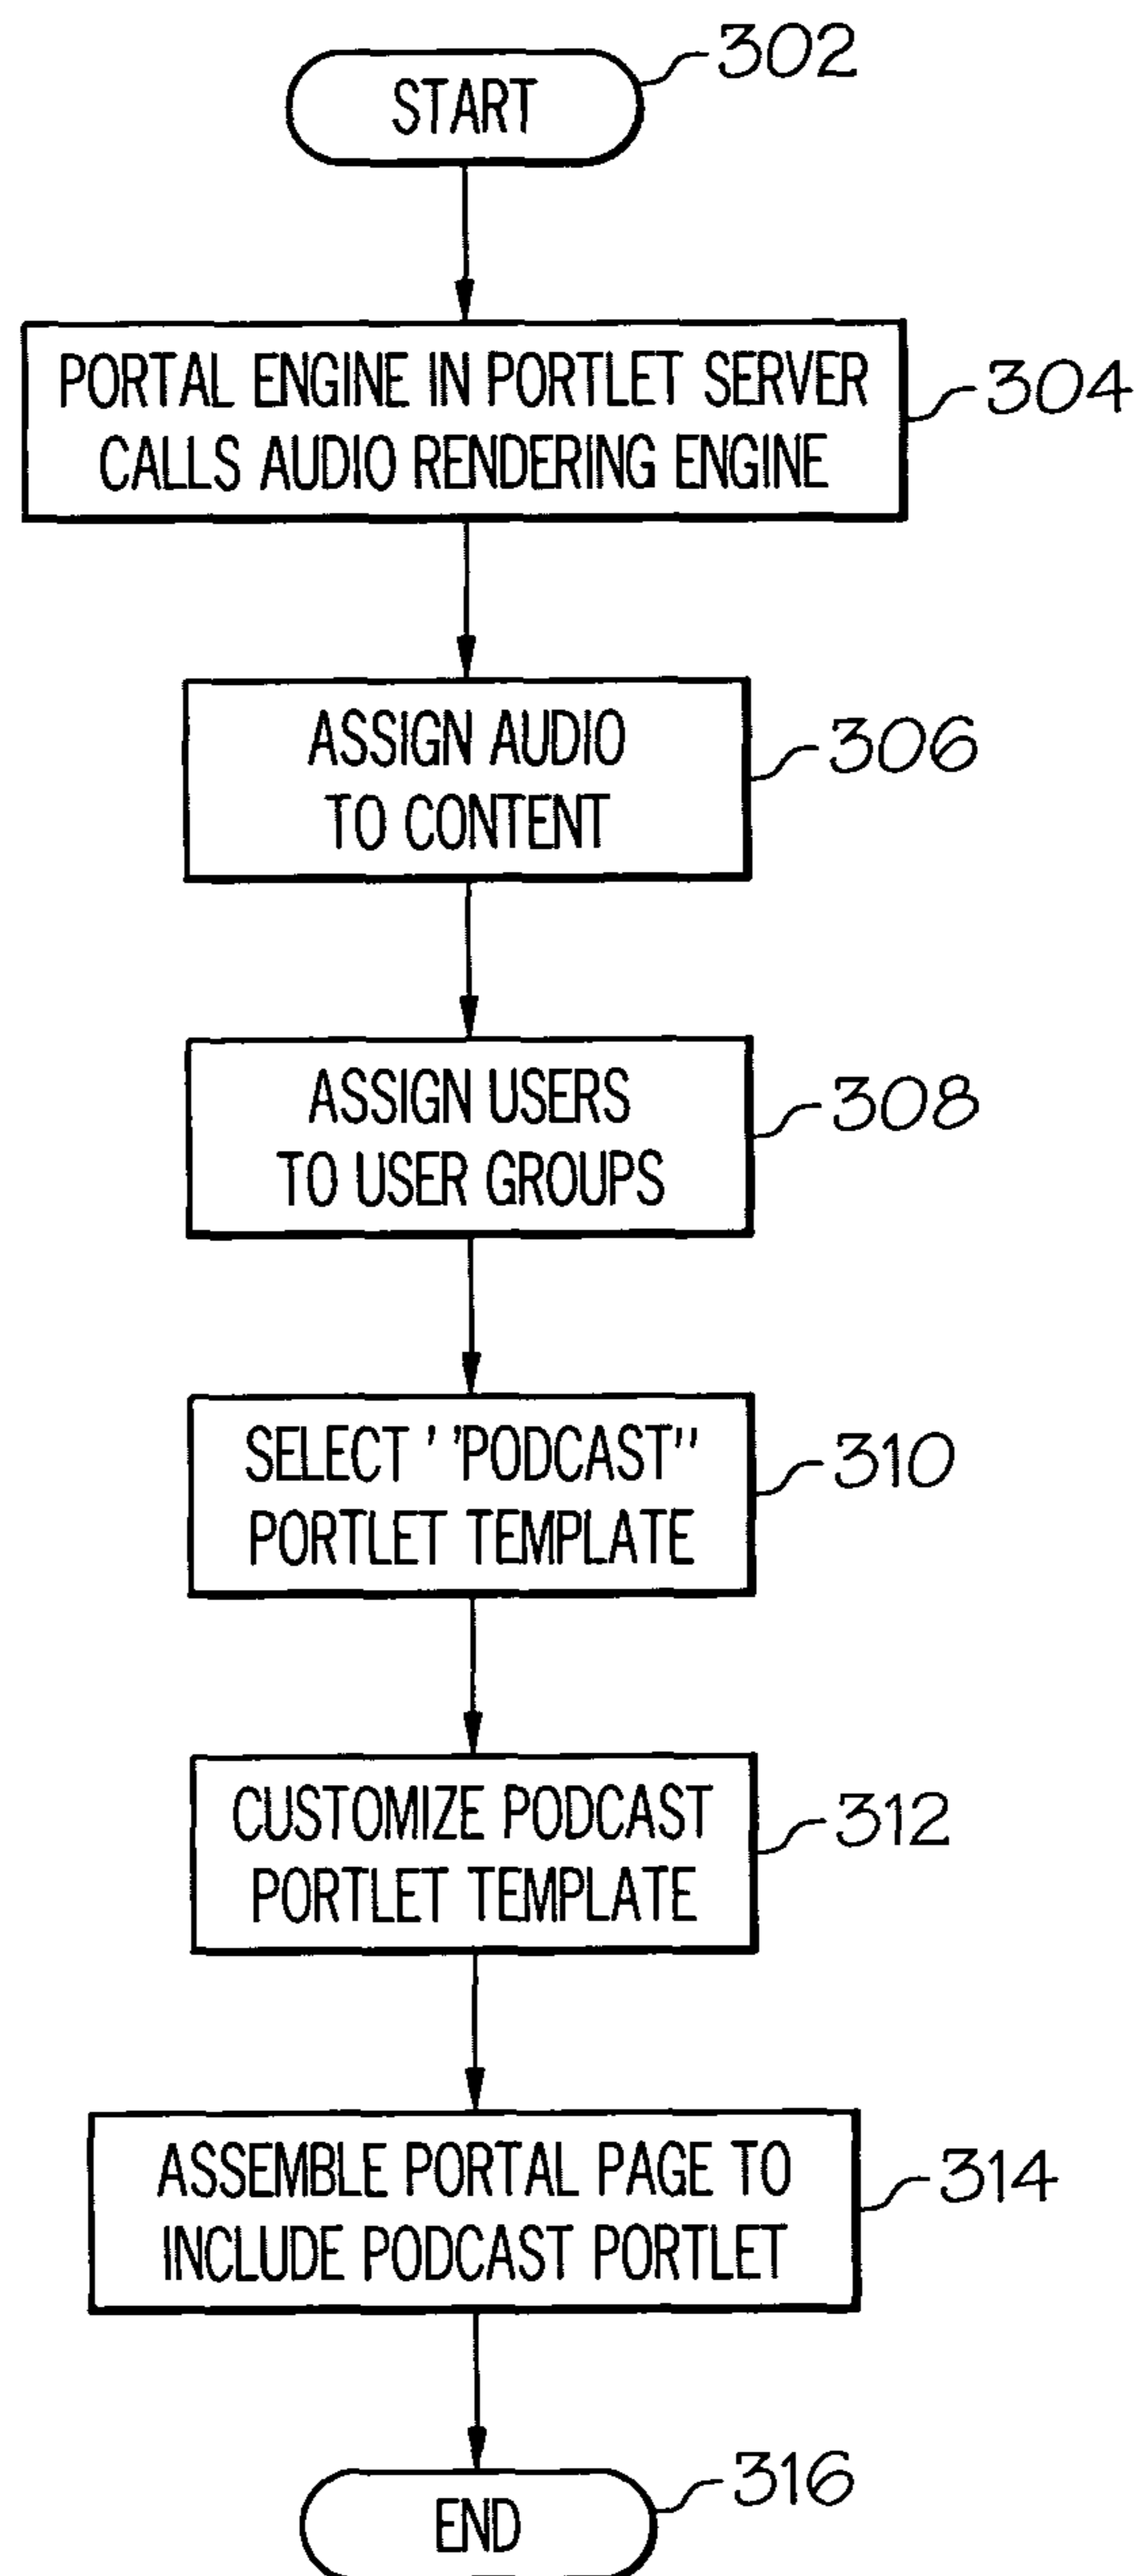 START
302
PORTAL ENGINE IN PORTLET SERVER
CALLS AUDIO RENDERING ENGINE
304
ASSIGN AUDIO
TO CONTENT
306
ASSIGN USERS
TO USER GROUPS
308
SELECT ' 'PODCAST"
PORTLET TEMPLATE
310
CUSTOMIZE PODCAST
PORTLET TEMPLATE
312
ASSEMBLE PORTAL PAGE TO
INCLUDE PODCAST PORTLET
314
END
316